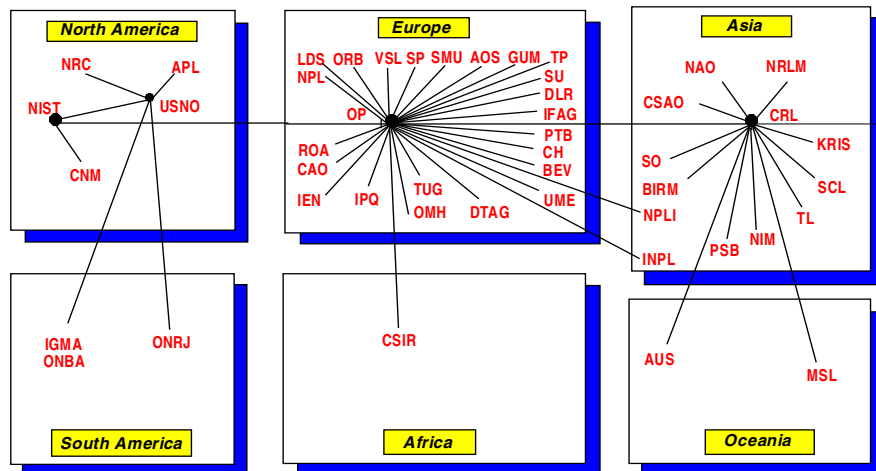 North America
NRC
APL
NIST
USNO
CNM
Europe
LDS ORB VSL SP SMU AOS GUM TP
NPL
SU
DLR
OP
IFAG
PTB
ROA
CH
CAO
BEV
TUG
IEN
IPQ
UME
OMH
DTAG
Asia
NAO
NRLM
CSAO
CRL
KRIS
SO
BIRM
SCL
NPLI
TL
NIM
PSB
INPL
IGMA
ONBA
ONRJ
South America
CSIR
Africa
AUS
MSL
Oceania